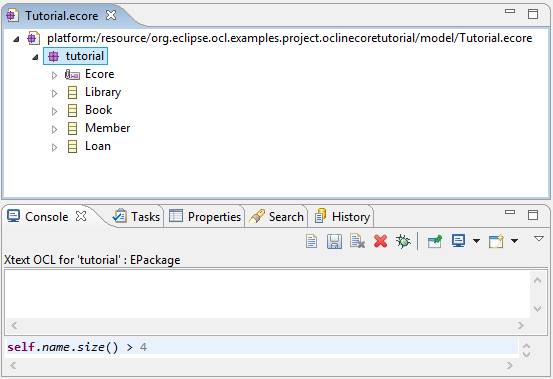 Tutorial.ecore
platform:/resource/org.eclipse.ocl.examples.project.oclinecoretutorial/model/Tutorial.ecore
tutorial
Ecore
Library
Book
Member
Loan
Console Tasks Properties Search History
Xtext OCL for 'tutorial' : EPackage
self.name.size() > 4